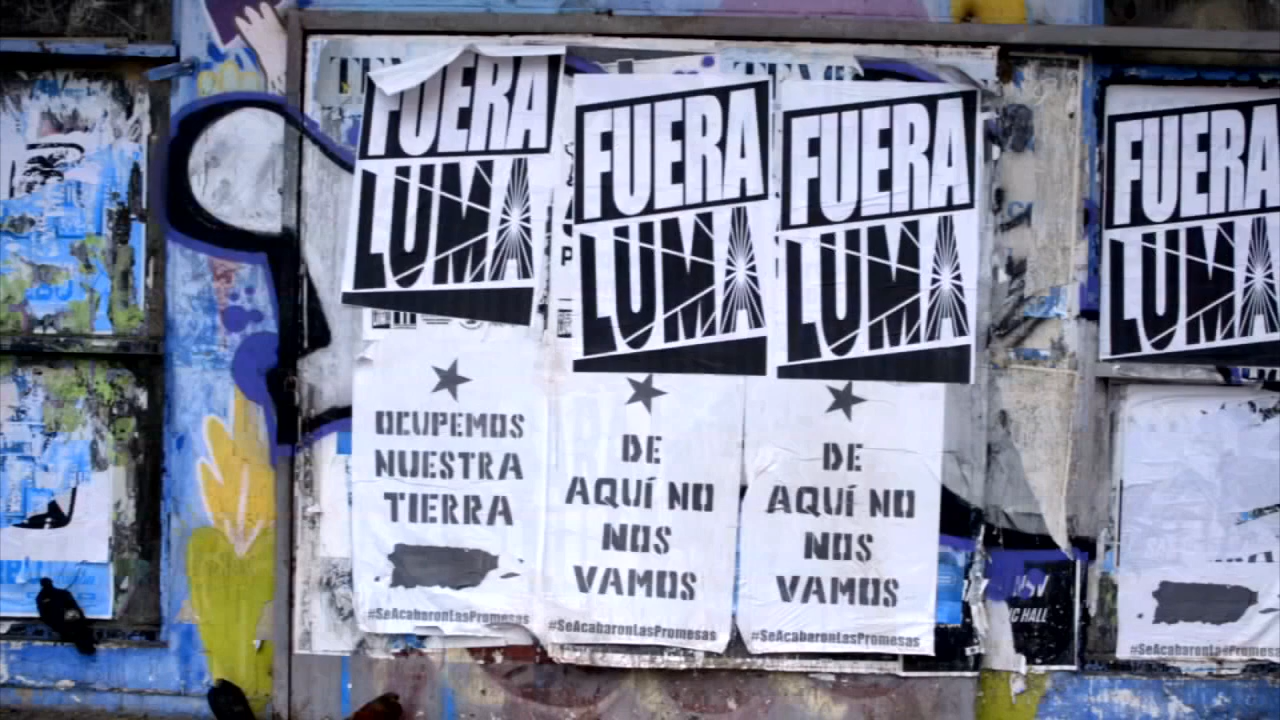 FUERA
LUMA
FUERA
LUMA
FUERA
LUMA
FUERA
LUMA
OCUPEMOS
NUESTRA
TIERRA
#SeAcabaronLasPromesas
DE
AQUÍ NO
NOS
VAMOS
#SeAcabaronLasPromesas
DE
AQUÍ NO
NOS
VAMOS
#SeAcabaronLasPromesas
#SeAcabaronLasPromesas
HALL